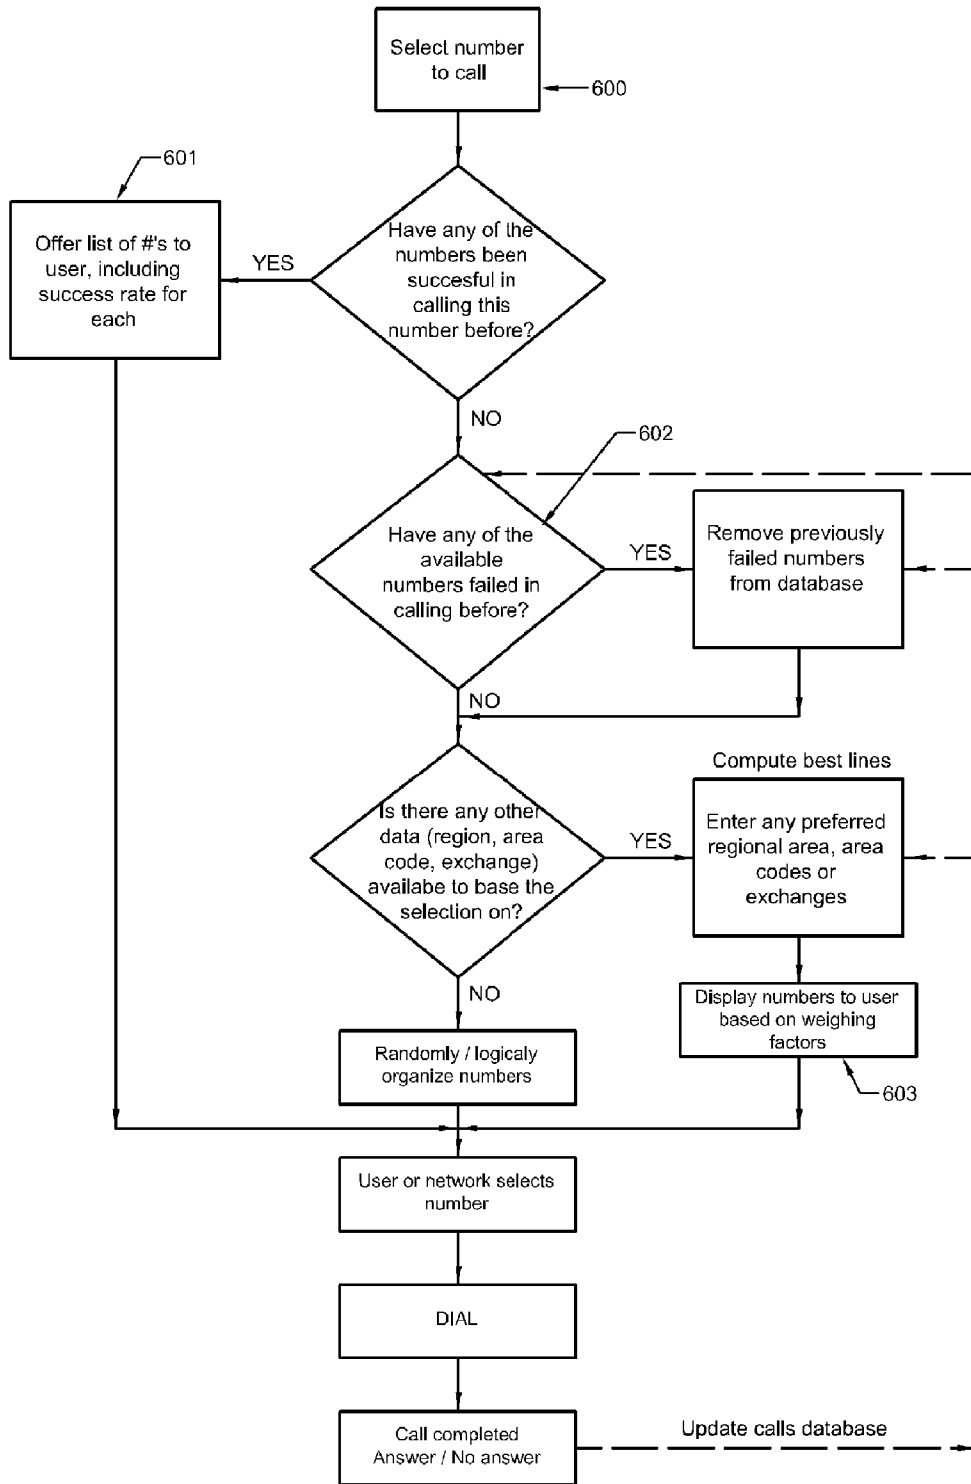 Select number
to call
600
601
Offer list of #'s to
user, including
success rate for
each
YES
Have any of the
numbers been
succesful in
calling this
number before?
NO
602
Have any of the
available
numbers failed in
calling before?
YES
Remove previously
failed numbers
from database
NO
Compute best lines
Is there any other
data (region, area
code, exchange)
availabe to base the
selection on?
YES
Enter any preferred
regional area, area
codes or
exchanges
NO
Display numbers to user
based on weighing
factors
603
Randomly / logicaly
organize numbers
User or network selects
number
DIAL
Call completed
Answer / No answer
Update calls database